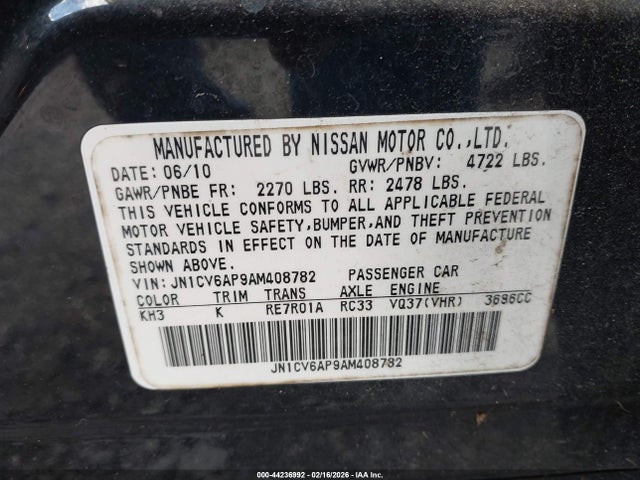 MANUFACTURED BY NISSAN MOTOR CO.,LTD.
DATE: 06/10 GVWR/PNBV: 4722 LBS.
GAWR/PNBE FR: 2270 LBS. RR: 2478 LBS.
THIS VEHICLE CONFORMS TO ALL APPLICABLE FEDERAL
MOTOR VEHICLE SAFETY,BUMPER,AND THEFT PREVENTION
STANDARDS IN EFFECT ON THE DATE OF MANUFACTURE
SHOWN ABOVE.
VIN: JN1CV6AP9AM408782 PASSENGER CAR
COLOR TRIM TRANS AXLE ENGINE
KH3 K RE7R01A RC33 VQ37(VHR) 3696CC
JN1CV6AP9AM408782
000-44236992 - 02/16/2026 - IAA Inc.